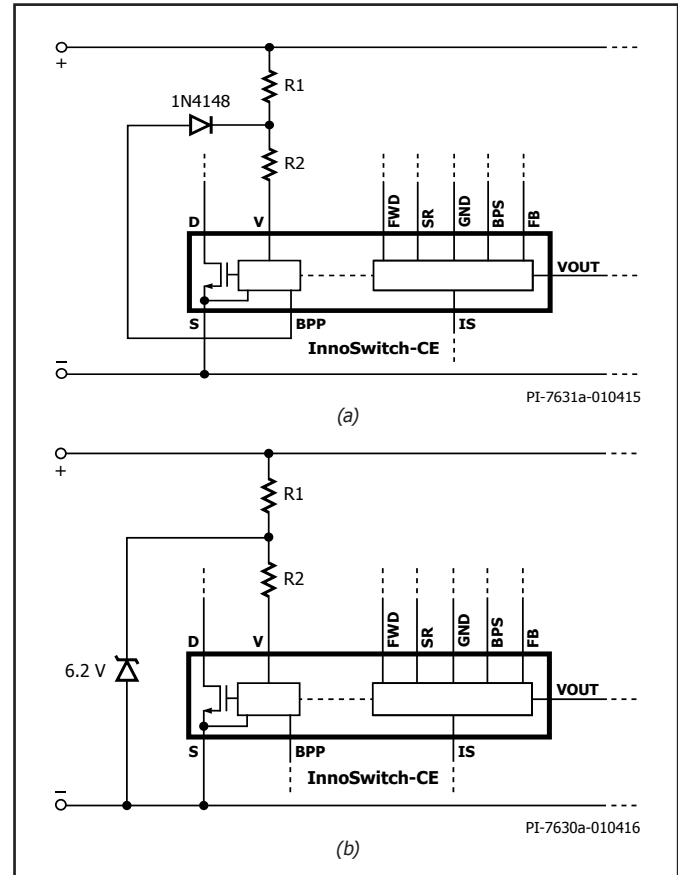 +
R1
1N4148
R2
D V FWD SR GND BPS FB
VOUT
S BPP IS
InnoSwitch-CE
–
PI-7631a-010415
(a)
+
R1
R2
D V FWD SR GND BPS FB
6.2 V
VOUT
S BPP IS
InnoSwitch-CE
–
PI-7630a-010416
(b)